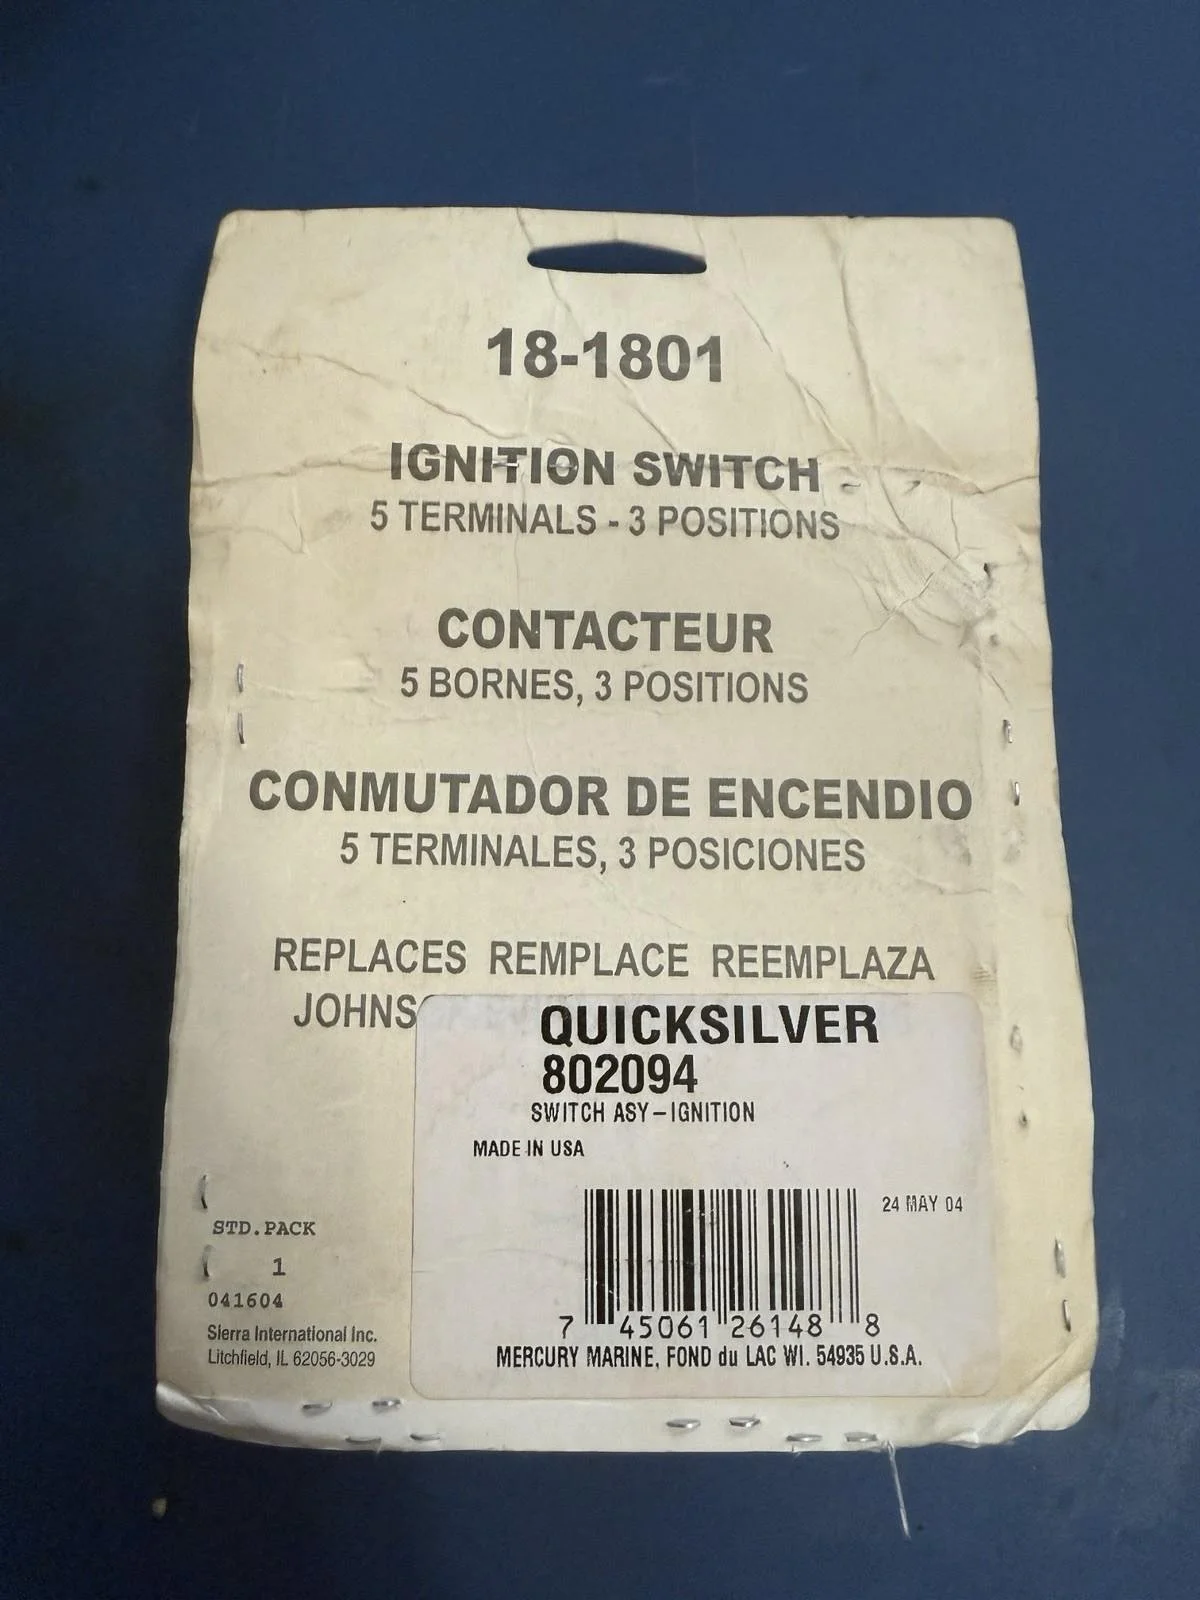 18-1801
IGNITION SWITCH
5 TERMINALS - 3 POSITIONS
CONTACTEUR
5 BORNES, 3 POSITIONS
CONMUTADOR DE ENCENDIO
5 TERMINALES, 3 POSICIONES
REPLACES REMPLACE REEMPLAZA
JOHNS
QUICKSILVER
802094
SWITCH ASY-IGNITION
MADE IN USA
24 MAY 04
7 45061 26148 8
MERCURY MARINE, FOND du LAC WI. 54935 U.S.A.
STD.PACK
1
041604
Sierra International Inc.
Litchfield, IL 62056-3029